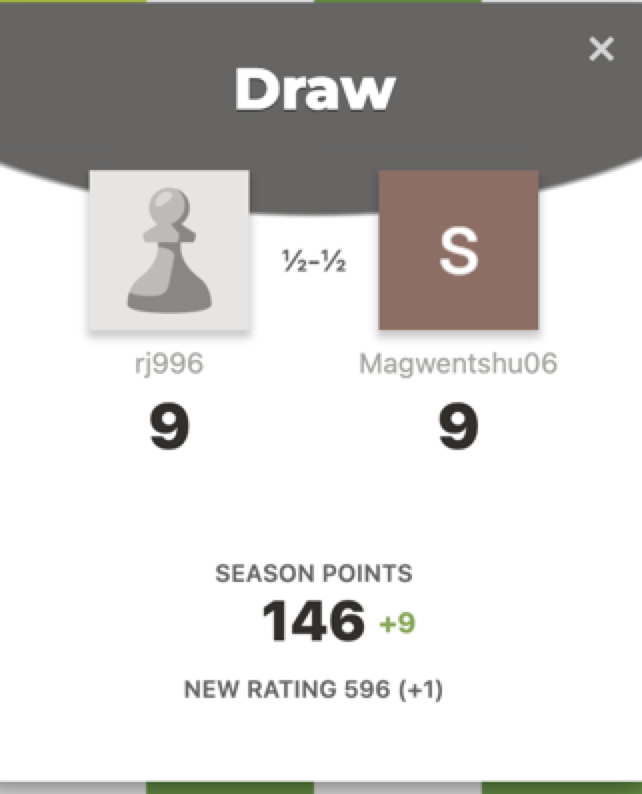 Draw
S
½-½
rj996
Magwentshu06
9
9
SEASON POINTS
146 +9
NEW RATING 596 (+1)